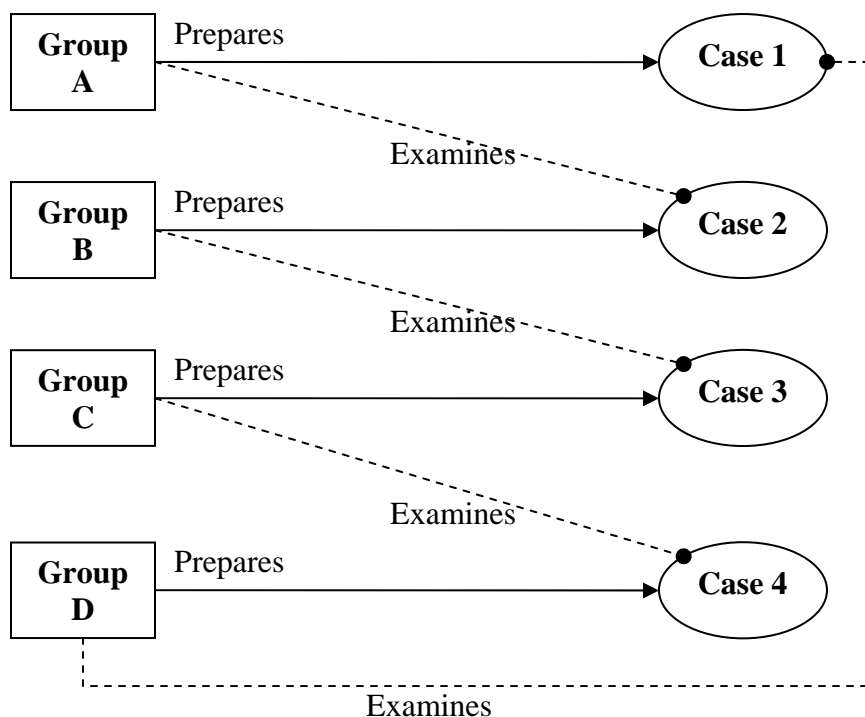 Group
A
Prepares
Case 1
Examines
Group
B
Prepares
Case 2
Examines
Group
C
Prepares
Case 3
Examines
Group
D
Prepares
Case 4
Examines